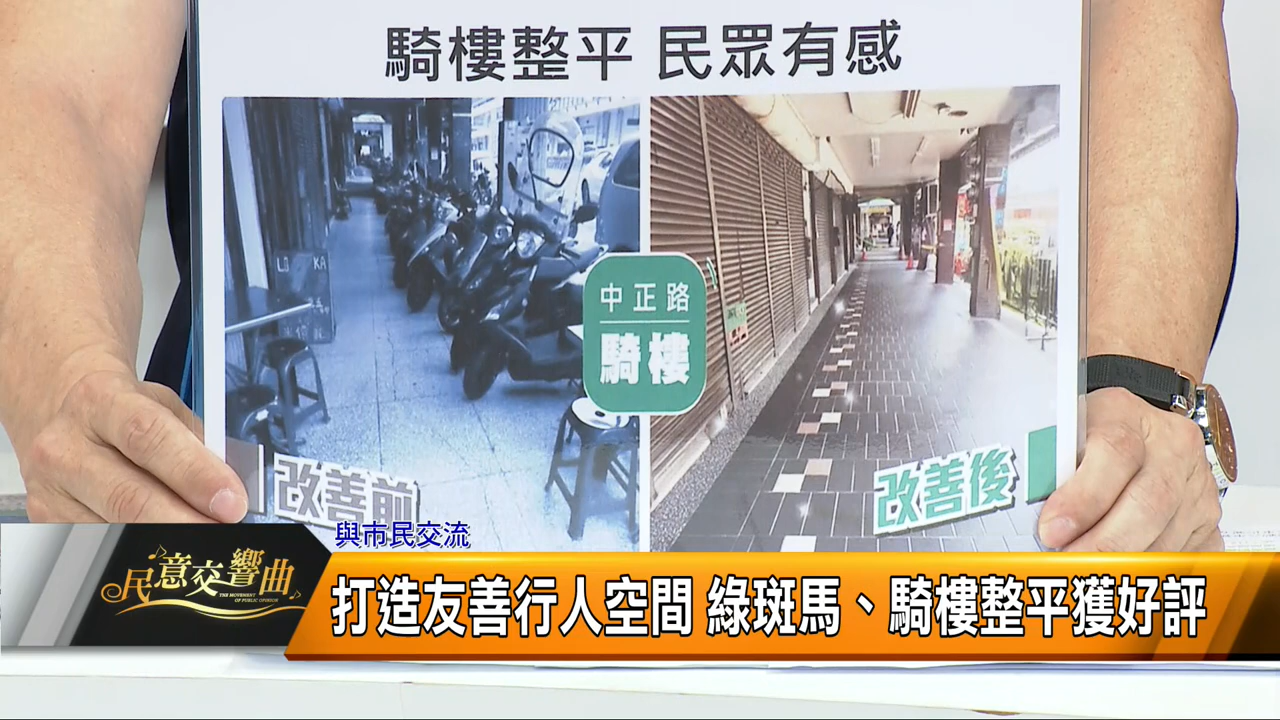 騎樓整平 民眾有感
LO KA
中正路
騎樓
改善前
改善後
與市民交流
民意交響曲
THE MOVEMENT
OF PUBLIC OPINION
打造友善行人空間 綠斑馬、騎樓整平獲好評